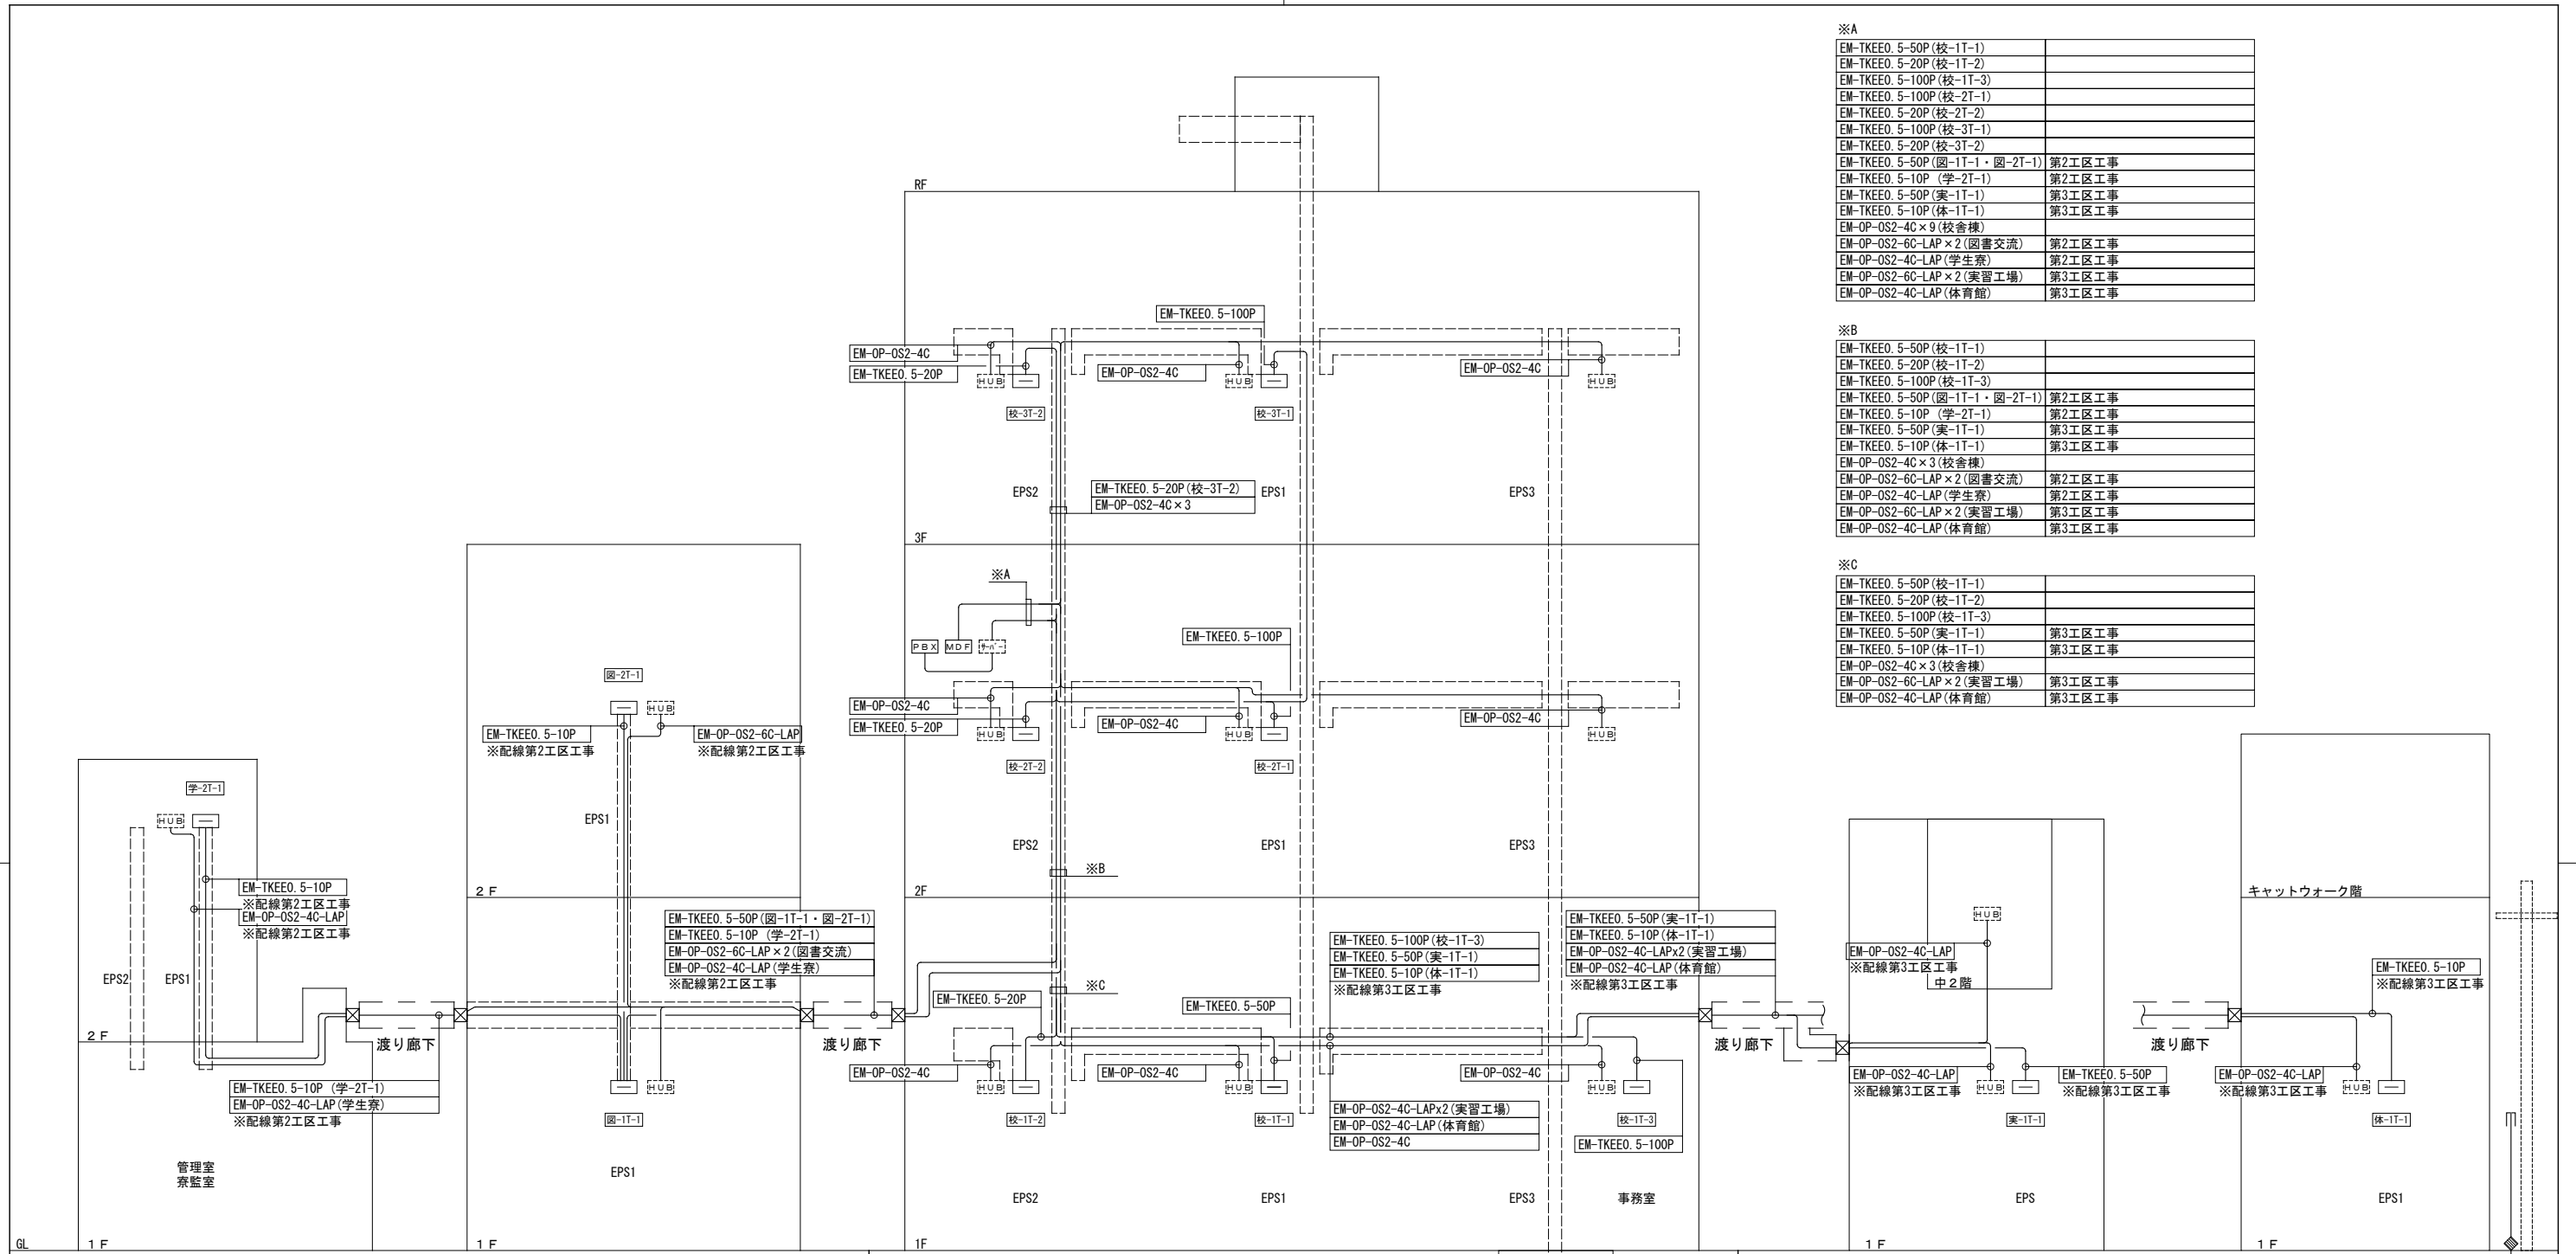 ※A
EM-TKEE0.5-50P(校-1T-1)
EM-TKEE0.5-20P(校-1T-2)
EM-TKEE0.5-100P(校-1T-3)
EM-TKEE0.5-100P(校-2T-1)
EM-TKEE0.5-20P(校-2T-2)
EM-TKEE0.5-100P(校-3T-1)
EM-TKEE0.5-20P(校-3T-2)
EM-TKEE0.5-50P(図-1T-1・図-2T-1) 第2工区工事
EM-TKEE0.5-10P (学-2T-1) 第2工区工事
EM-TKEE0.5-50P(実-1T-1) 第3工区工事
EM-TKEE0.5-10P(体-1T-1) 第3工区工事
EM-OP-OS2-4C×9(校舎棟)
EM-OP-OS2-6C-LAP×2(図書交流) 第2工区工事
EM-OP-OS2-4C-LAP(学生寮) 第2工区工事
EM-OP-OS2-6C-LAP×2(実習工場) 第3工区工事
EM-OP-OS2-4C-LAP(体育館) 第3工区工事
※B
EM-TKEE0.5-50P(校-1T-1)
EM-TKEE0.5-20P(校-1T-2)
EM-TKEE0.5-100P(校-1T-3)
EM-TKEE0.5-50P(図-1T-1・図-2T-1) 第2工区工事
EM-TKEE0.5-10P (学-2T-1) 第2工区工事
EM-TKEE0.5-50P(実-1T-1) 第3工区工事
EM-TKEE0.5-10P(体-1T-1) 第3工区工事
EM-OP-OS2-4C×3(校舎棟)
EM-OP-OS2-6C-LAP×2(図書交流) 第2工区工事
EM-OP-OS2-4C-LAP(学生寮) 第2工区工事
EM-OP-OS2-6C-LAP×2(実習工場) 第3工区工事
EM-OP-OS2-4C-LAP(体育館) 第3工区工事
※C
EM-TKEE0.5-50P(校-1T-1)
EM-TKEE0.5-20P(校-1T-2)
EM-TKEE0.5-100P(校-1T-3)
EM-TKEE0.5-50P(実-1T-1) 第3工区工事
EM-TKEE0.5-10P(体-1T-1) 第3工区工事
EM-OP-OS2-4C×3(校舎棟)
EM-OP-OS2-6C-LAP×2(実習工場) 第3工区工事
EM-OP-OS2-4C-LAP(体育館) 第3工区工事
RF
EM-TKEE0.5-100P
EM-OP-OS2-4C
EM-TKEE0.5-20P
EM-OP-OS2-4C
EM-OP-OS2-4C
HUB
HUB
HUB
校-3T-2
校-3T-1
EPS2
EM-TKEE0.5-20P(校-3T-2)
EM-OP-OS2-4C×3
EPS1
EPS3
3F
※A
PBX
MDF
サーバー
EM-TKEE0.5-100P
EM-OP-OS2-4C
EM-TKEE0.5-20P
EM-OP-OS2-4C
EM-OP-OS2-4C
HUB
HUB
HUB
校-2T-2
校-2T-1
EPS2
EPS1
EPS3
※B
2F
※C
EM-TKEE0.5-20P
EM-TKEE0.5-50P
EM-TKEE0.5-100P(校-1T-3)
EM-TKEE0.5-50P(実-1T-1)
EM-TKEE0.5-10P(体-1T-1)
※配線第3工区工事
EM-TKEE0.5-50P(実-1T-1)
EM-TKEE0.5-10P(体-1T-1)
EM-OP-OS2-4C-LAPx2(実習工場)
EM-OP-OS2-4C-LAP(体育館)
※配線第3工区工事
EM-OP-OS2-4C
EM-OP-OS2-4C
EM-OP-OS2-4C
HUB
HUB
HUB
校-1T-2
校-1T-1
校-1T-3
EM-OP-OS2-4C-LAPx2(実習工場)
EM-OP-OS2-4C-LAP(体育館)
EM-OP-OS2-4C
EM-TKEE0.5-100P
EPS2
EPS1
EPS3
事務室
1F
図-2T-1
HUB
EM-TKEE0.5-10P
※配線第2工区工事
EM-OP-OS2-6C-LAP
※配線第2工区工事
EPS1
2F
EM-TKEE0.5-50P(図-1T-1・図-2T-1)
EM-TKEE0.5-10P (学-2T-1)
EM-OP-OS2-6C-LAP×2(図書交流)
EM-OP-OS2-4C-LAP(学生寮)
※配線第2工区工事
渡り廊下
渡り廊下
HUB
図-1T-1
EPS1
1F
学-2T-1
HUB
EM-TKEE0.5-10P
※配線第2工区工事
EM-OP-OS2-4C-LAP
※配線第2工区工事
EPS2
EPS1
2F
EM-TKEE0.5-10P (学-2T-1)
EM-OP-OS2-4C-LAP(学生寮)
※配線第2工区工事
管理室
寮監室
GL
1F
渡り廊下
HUB
EM-OP-OS2-4C-LAP
※配線第3工区工事
中2階
EM-OP-OS2-4C-LAP
※配線第3工区工事
HUB
EM-TKEE0.5-50P
※配線第3工区工事
実-1T-1
EPS
1F
キャットウォーク階
EM-TKEE0.5-10P
※配線第3工区工事
渡り廊下
EM-OP-OS2-4C-LAP
※配線第3工区工事
HUB
体-1T-1
EPS1
1F